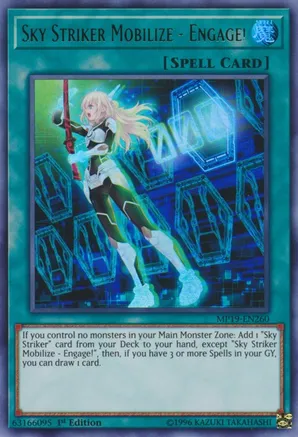 Sky Striker Mobilize - Engage!
[Spell Card]
MP19-EN260
If you control no monsters in your Main Monster Zone: Add 1 "Sky
Striker" card from your Deck to your hand, except "Sky Striker
Mobilize - Engage!", then, if you have 3 or more Spells in your GY,
you can draw 1 card.
63166095 1st Edition ©1996 KAZUKI TAKAHASHI